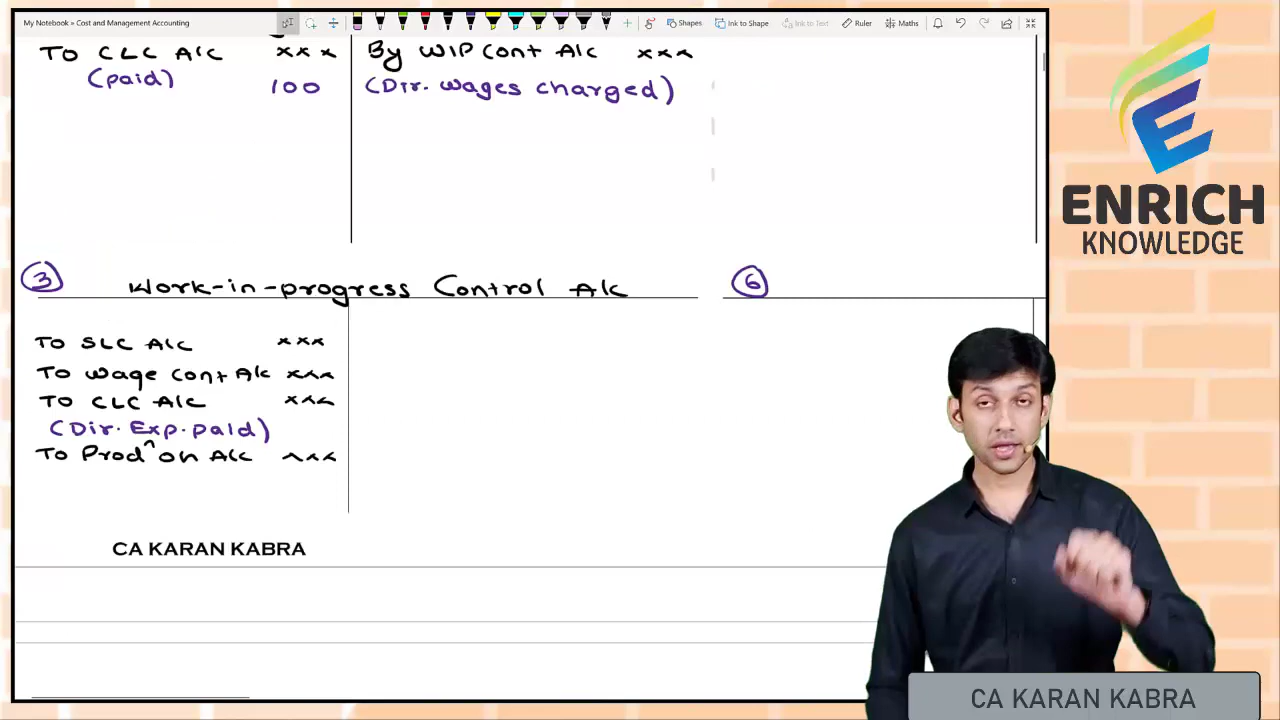 My Notebook » Cost and Management Accounting
Shapes
Ink to Shape
Ink to Text
Ruler
Maths
To CLC A/c xxx
(paid) 100
By WIP Cont A/c xxx
(Dir. wages charged)
3
Work-in-progress Control A/c
6
To SLC A/c xxx
To wage cont A/c xxx
To CLC A/c xxx
(Dir. Exp. paid)
To Prodn OH A/c xxx
CA KARAN KABRA
ENRICH
KNOWLEDGE
CA KARAN KABRA